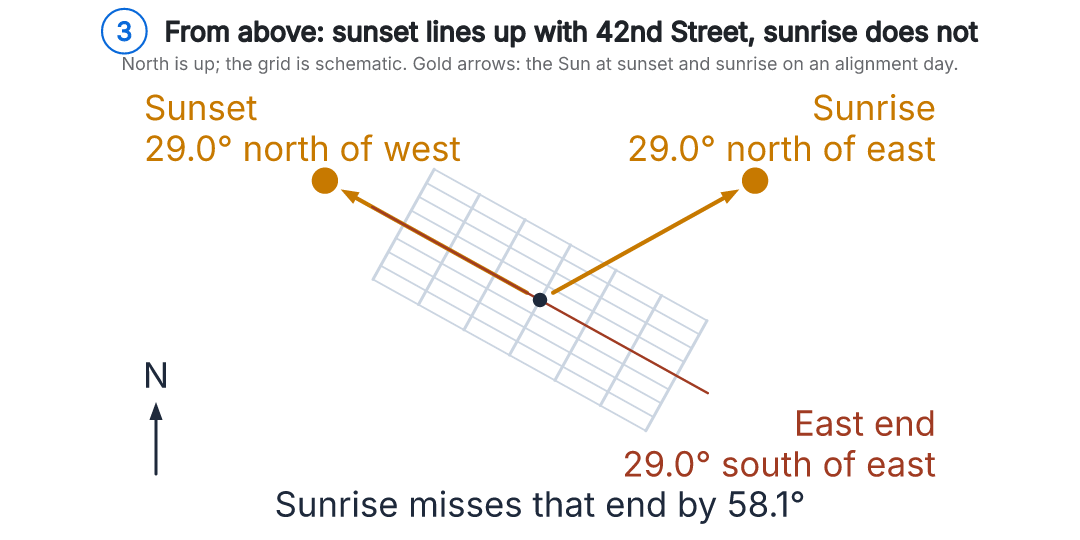 3 From above: sunset lines up with 42nd Street, sunrise does not
North is up; the grid is schematic. Gold arrows: the Sun at sunset and sunrise on an alignment day.
Sunset
29.0° north of west
Sunrise
29.0° north of east
N
East end
29.0° south of east
Sunrise misses that end by 58.1°